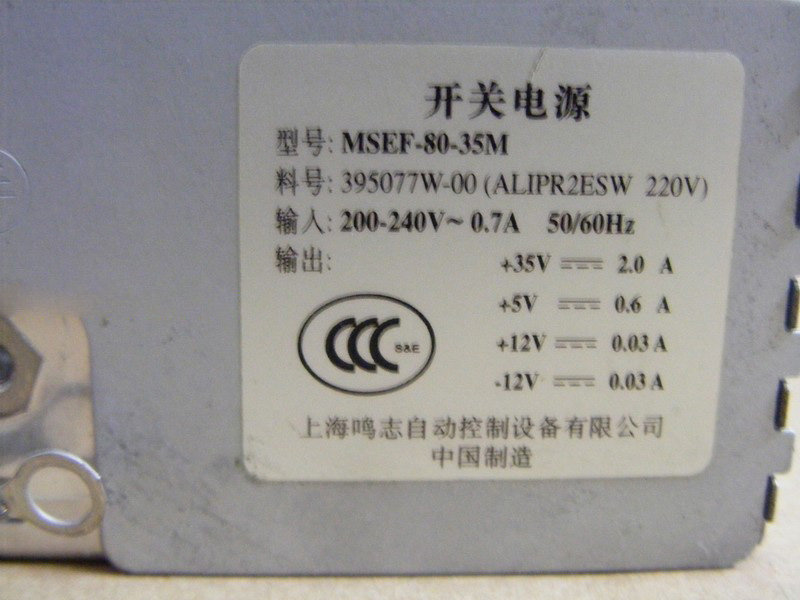 开关电源
型号: MSEF-80-35M
料号: 395077W-00 (ALIPR2ESW 220V)
输入: 200-240V~ 0.7A 50/60Hz
输出: +35V ⎓ 2.0 A
+5V ⎓ 0.6 A
+12V ⎓ 0.03 A
-12V ⎓ 0.03 A
CCC S&E
上海鸣志自动控制设备有限公司
中国制造